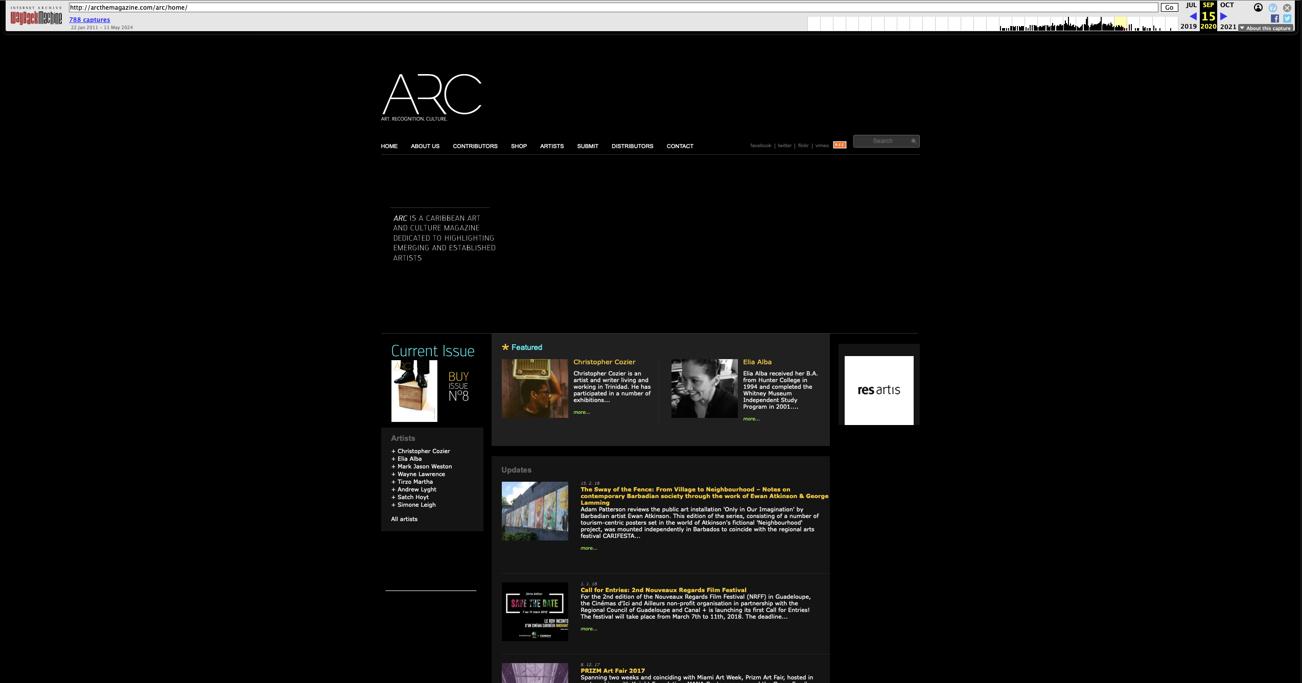 INTERNET ARCHIVE
WayBackMachine
http://arcthemagazine.com/arc/home/
Go
788 captures
22 Jan 2011 – 11 May 2024
JUL SEP OCT
15
2019 2020 2021
About this capture
ARC
ART. RECOGNITION. CULTURE.
HOME ABOUT US CONTRIBUTORS SHOP ARTISTS SUBMIT DISTRIBUTORS CONTACT
facebook | twitter | flickr | vimeo
Search
ARC IS A CARIBBEAN ART
AND CULTURE MAGAZINE
DEDICATED TO HIGHLIGHTING
EMERGING AND ESTABLISHED
ARTISTS
Current Issue
BUY
ISSUE
Nº8
Artists
+ Christopher Cozier
+ Elia Alba
+ Mark Jason Weston
+ Wayne Lawrence
+ Tirzo Martha
+ Andrew Lyght
+ Satch Hoyt
+ Simone Leigh
All artists
Featured
Christopher Cozier
Christopher Cozier is an
artist and writer living and
working in Trinidad. He has
participated in a number of
exhibitions...
more...
Elia Alba
Elia Alba received her B.A.
from Hunter College in
1994 and completed the
Whitney Museum
Independent Study
Program in 2001....
more...
res artis
Updates
The Sway of the Fence: From Village to Neighbourhood – Notes on
contemporary Barbadian society through the work of Ewan Atkinson & George
Lamming
Adam Patterson reviews the public art installation 'Only in Our Imagination' by
Barbadian artist Ewan Atkinson. This edition of the series, consisting of a number of
tourism-centric posters set in the world of Atkinson's fictional 'Neighbourhood'
project, was mounted independently in Barbados to coincide with the regional arts
festival CARIFESTA...
more...
SAVE THE DATE
Call for Entries: 2nd Nouveaux Regards Film Festival
For the 2nd edition of the Nouveaux Regards Film Festival (NRFF) in Guadeloupe,
the Cinémas d'Ici and Ailleurs non-profit organisation in partnership with the
Regional Council of Guadeloupe and Canal + is launching its first Call for Entries!
The festival will take place from March 7th to 11th, 2018. The deadline...
more...
8. 12. 17
PRIZM Art Fair 2017
Spanning two weeks and coinciding with Miami Art Week, Prizm Art Fair, hosted in